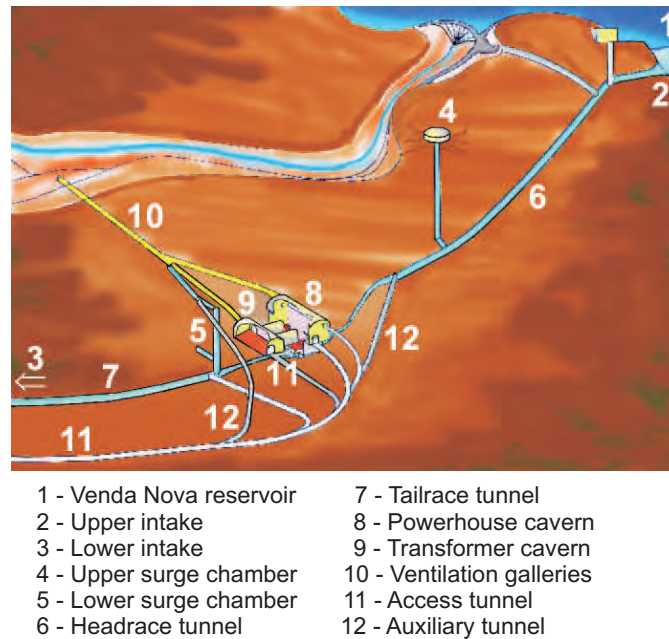 1
2
4
6
10
8
9
5
12
3
11
7
12
11
1 - Venda Nova reservoir
2 - Upper intake
3 - Lower intake
4 - Upper surge chamber
5 - Lower surge chamber
6 - Headrace tunnel
7 - Tailrace tunnel
8 - Powerhouse cavern
9 - Transformer cavern
10 - Ventilation galleries
11 - Access tunnel
12 - Auxiliary tunnel